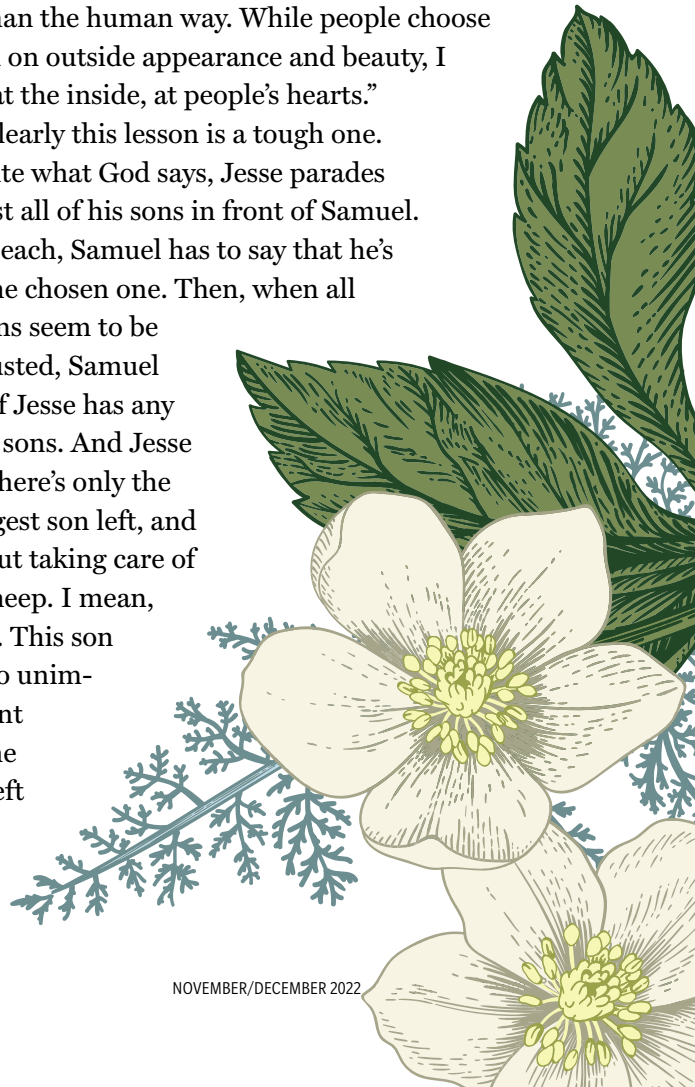 an the human way. While people choose
on outside appearance and beauty, I
at the inside, at people’s hearts.”
learly this lesson is a tough one.
te what God says, Jesse parades
st all of his sons in front of Samuel.
each, Samuel has to say that he’s
ne chosen one. Then, when all
ns seem to be
usted, Samuel
f Jesse has any
sons. And Jesse
here’s only the
gest son left, and
ut taking care of
heep. I mean,
. This son
o unim-
nt
ne
eft
NOVEMBER/DECEMBER 2022